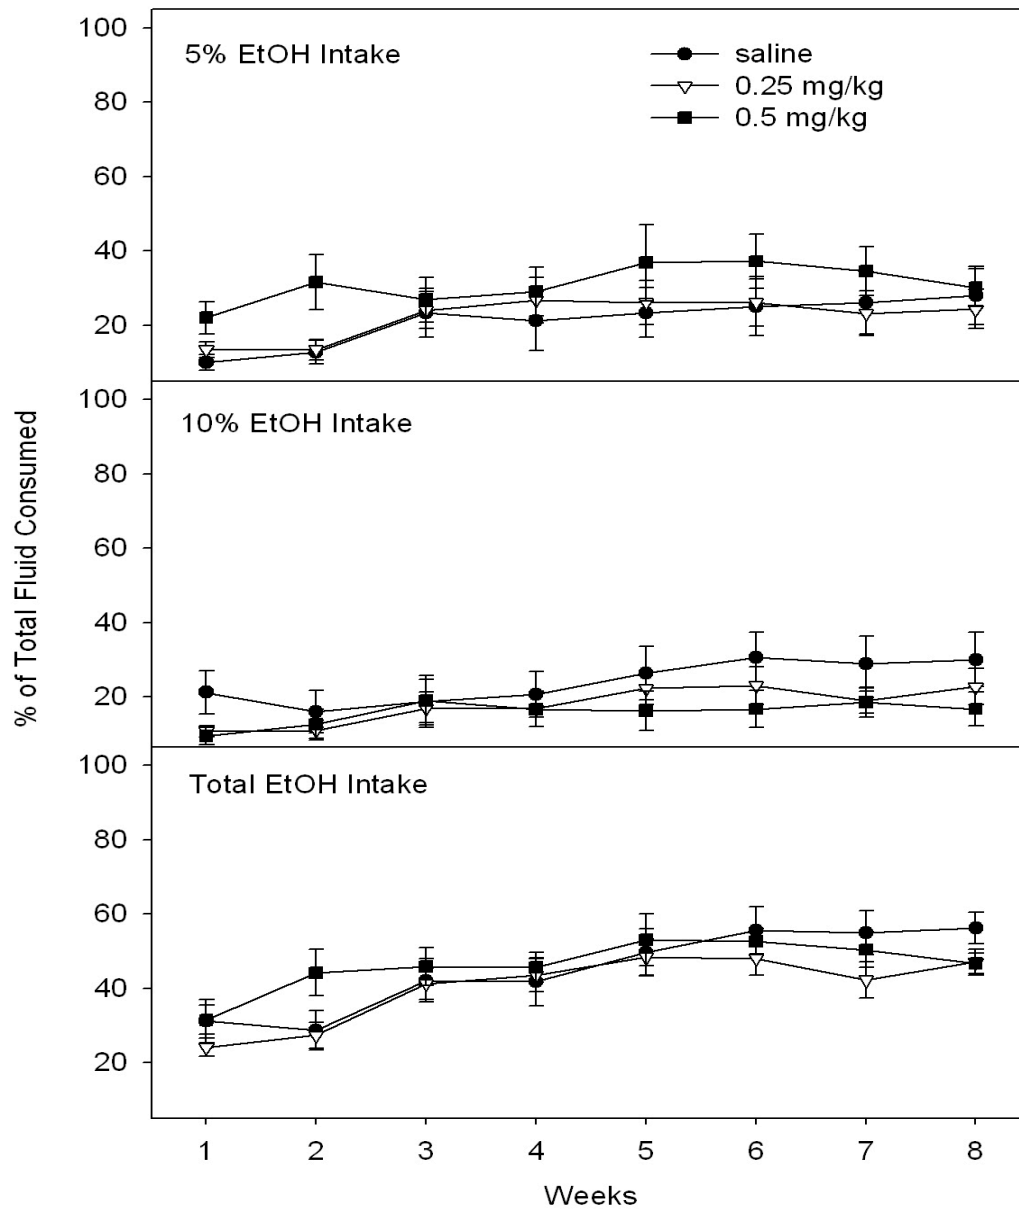 100
80
60
40
20
5% EtOH Intake
saline
0.25 mg/kg
0.5 mg/kg
% of Total Fluid Consumed
100
80
60
40
20
10% EtOH Intake
100
80
60
40
20
Total EtOH Intake
1 2 3 4 5 6 7 8
Weeks